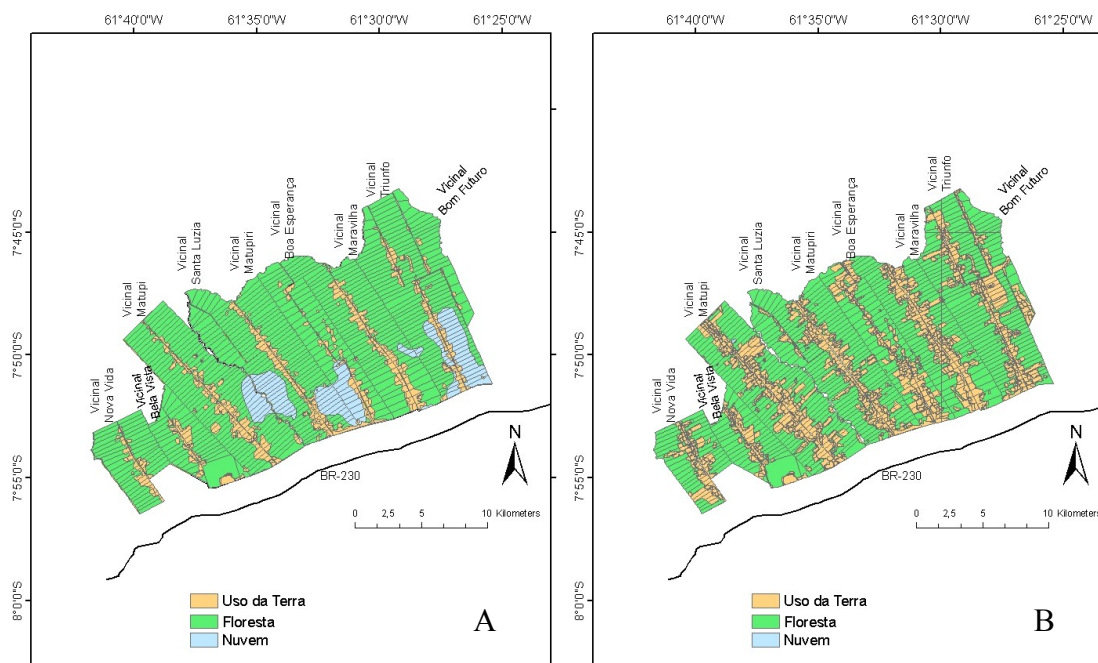 61°40'0"W 61°35'0"W 61°30'0"W 61°25'0"W
7°45'0"S
7°50'0"S
7°55'0"S
8°0'0"S
Vicinal
Nova Vida
Vicinal
Bela Vista
Vicinal
Matupi
Vicinal
Santa Luzia
Vicinal
Matupiri
Vicinal
Boa Esperança
Vicinal
Maravilha
Vicinal
Triunfo
Vicinal
Bom Futuro
N
BR-230
0 2,5 5 10 Kilometers
Uso da Terra
Floresta
Nuvem
A
61°40'0"W 61°35'0"W 61°30'0"W 61°25'0"W
7°45'0"S
7°50'0"S
7°55'0"S
8°0'0"S
Vicinal
Nova Vida
Vicinal
Bela Vista
Vicinal
Matupi
Vicinal
Santa Luzia
Vicinal
Matupiri
Vicinal
Boa Esperança
Vicinal
Maravilha
Vicinal
Triunfo
Vicinal
Bom Futuro
N
BR-230
0 2,5 5 10 Kilometers
Uso da Terra
Floresta
Nuvem
B